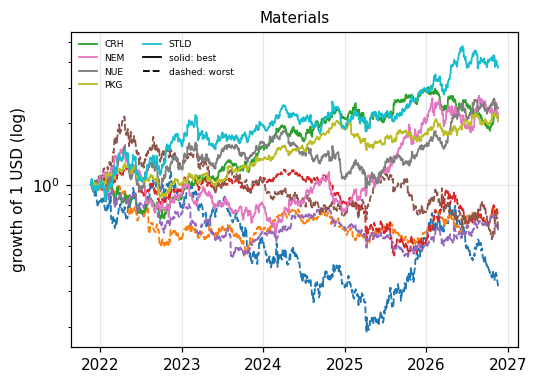 Materials
CRH
NEM
NUE
PKG
STLD
solid: best
dashed: worst
growth of 1 USD (log)
10⁰
2022 2023 2024 2025 2026 2027